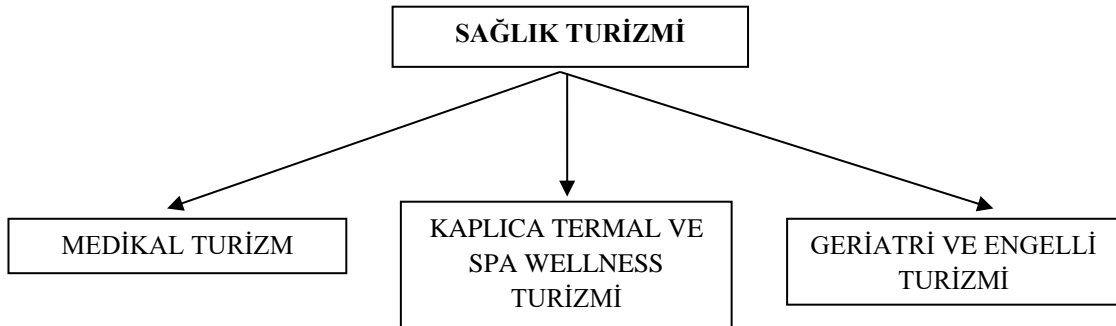 SAĞLIK TURİZMİ
MEDİKAL TURİZM
KAPLICA TERMAL VE
SPA WELLNESS
TURİZMİ
GERİATRİ VE ENGELLİ
TURİZMİ